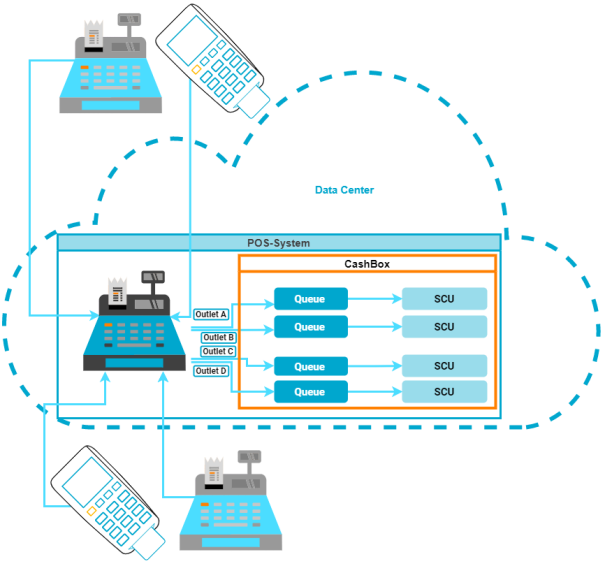 Data Center
POS-System
CashBox
Outlet A
Queue
SCU
Outlet B
Queue
SCU
Outlet C
Queue
SCU
Outlet D
Queue
SCU